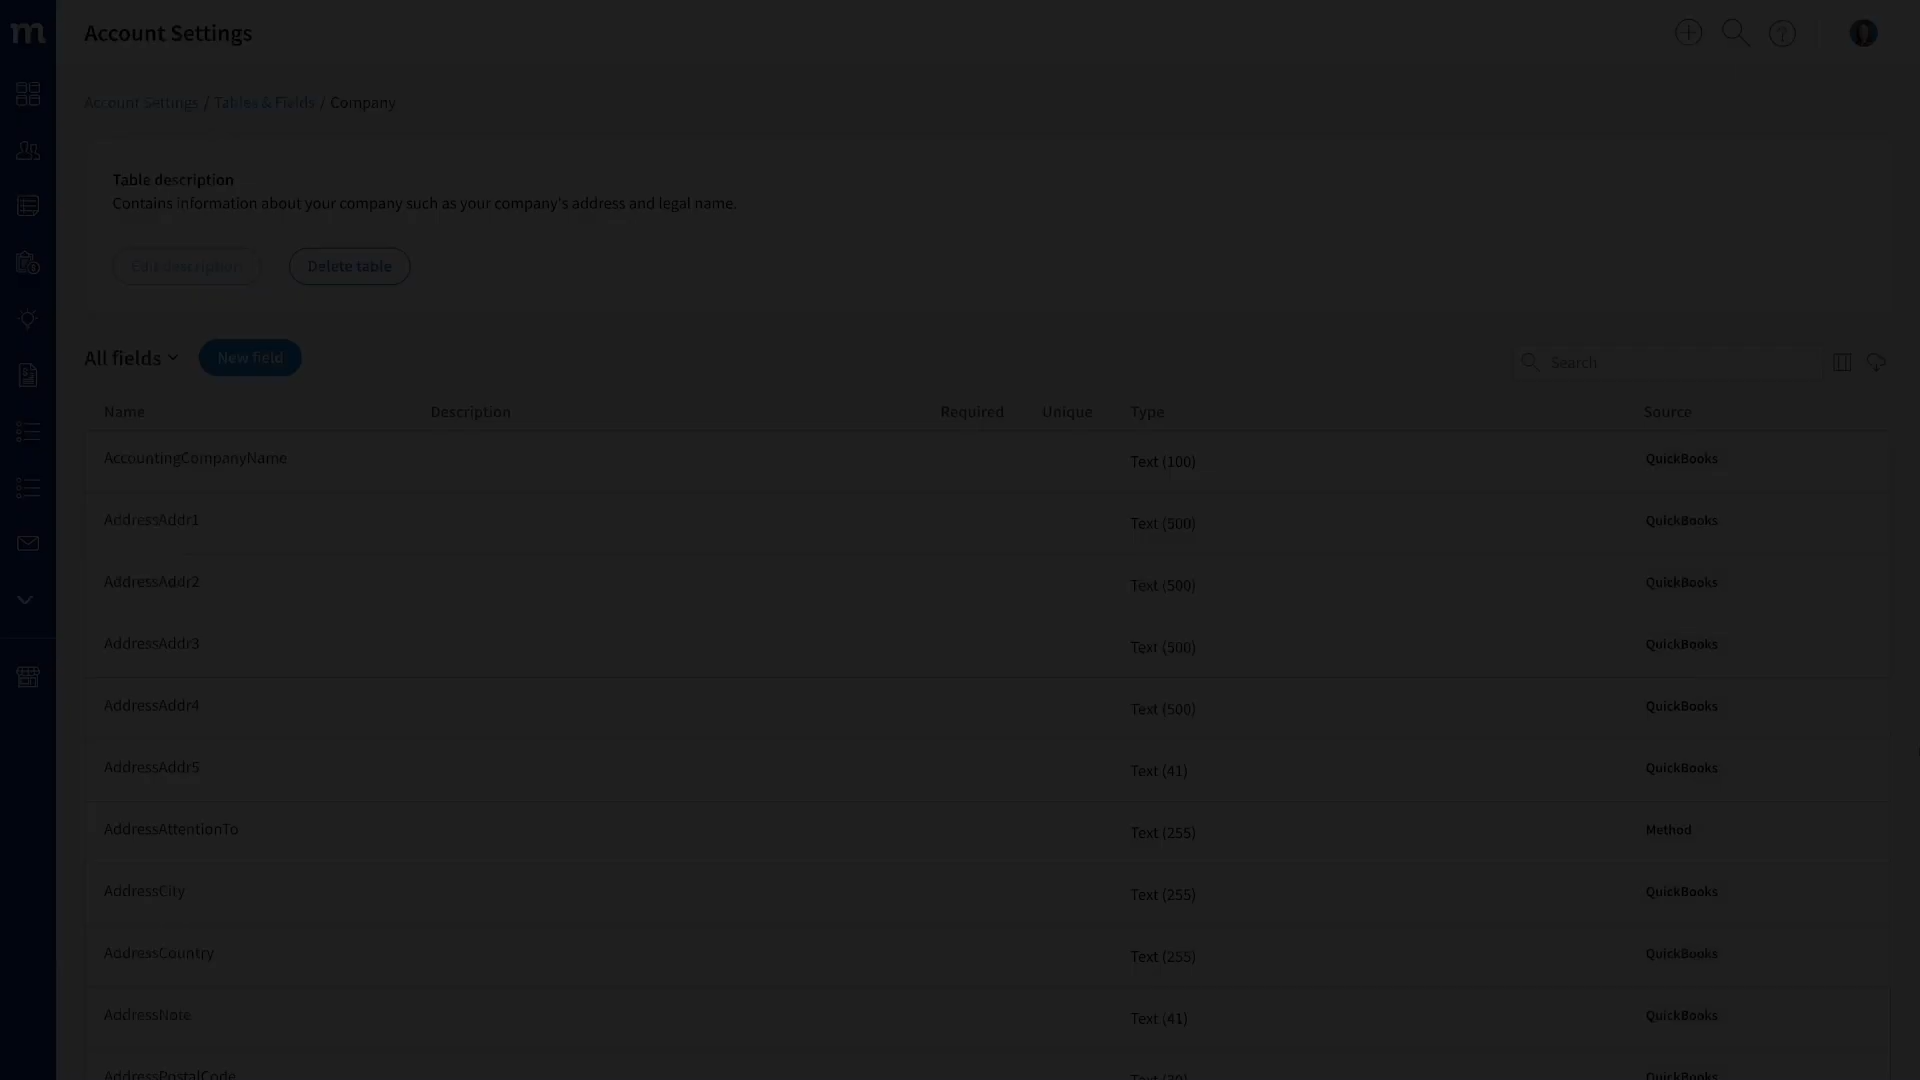 m
Account Settings
Account Settings / Tables & Fields / Company
Table description
Contains information about your company such as your company's address and legal name.
Edit description Delete table
All fields New field Search
Name Description Required Unique Type Source
AccountingCompanyName Text (100) QuickBooks
AddressAddr1 Text (500) QuickBooks
AddressAddr2 Text (500) QuickBooks
AddressAddr3 Text (500) QuickBooks
AddressAddr4 Text (500) QuickBooks
AddressAddr5 Text (41) QuickBooks
AddressAttentionTo Text (255) Method
AddressCity Text (255) QuickBooks
AddressCountry Text (255) QuickBooks
AddressNote Text (41) QuickBooks
AddressPostalCode Text (30) QuickBooks